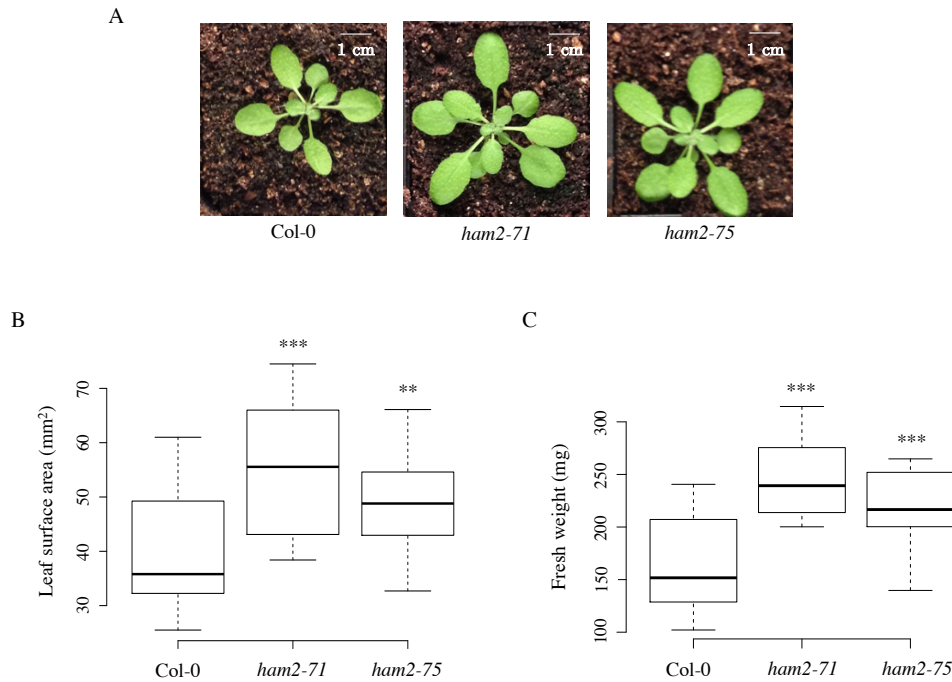 A
1 cm
1 cm
1 cm
Col-0
ham2-71
ham2-75
B
Leaf surface area (mm²)
70
60
50
40
30
***
**
Col-0
ham2-71
ham2-75
C
Fresh weight (mg)
300
250
200
150
100
***
***
Col-0
ham2-71
ham2-75